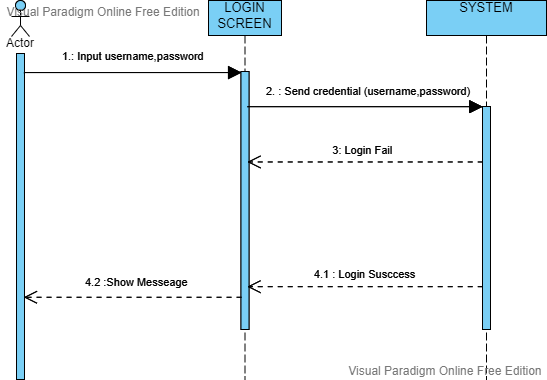 Visual Paradigm Online Free Edition
LOGIN
SCREEN
SYSTEM
Actor
1.: Input username,password
2. : Send credential (username,password)
3: Login Fail
4.1 : Login Susccess
4.2 :Show Messeage
Visual Paradigm Online Free Edition